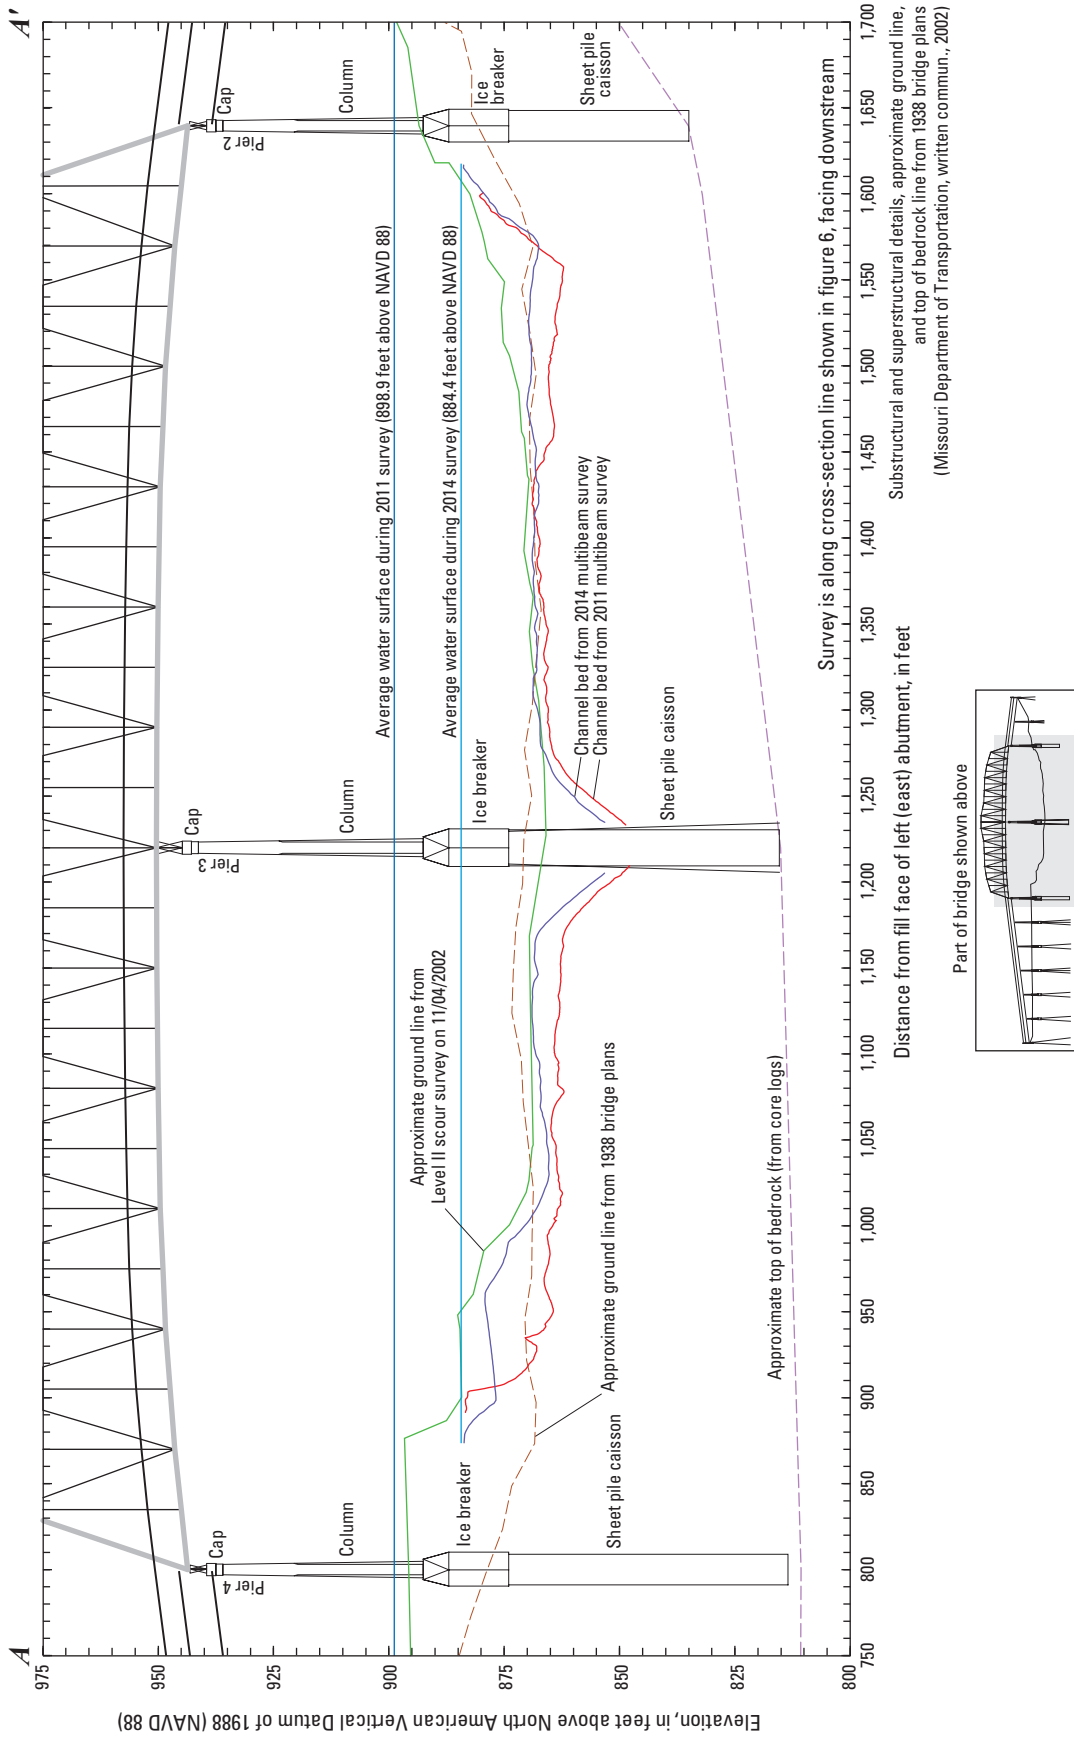 A
A'
975
950
925
900
875
850
825
800
Elevation, in feet above North American Vertical Datum of 1988 (NAVD 88)
Cap
Pier 4
Column
Ice breaker
Sheet pile caisson
Cap
Pier 3
Column
Ice breaker
Sheet pile caisson
Cap
Pier 2
Column
Ice
breaker
Sheet pile
caisson
Average water surface during 2011 survey (898.9 feet above NAVD 88)
Average water surface during 2014 survey (884.4 feet above NAVD 88)
Approximate ground line from
Level II scour survey on 11/04/2002
Approximate ground line from 1938 bridge plans
Channel bed from 2014 multibeam survey
Channel bed from 2011 multibeam survey
Approximate top of bedrock (from core logs)
Survey is along cross-section line shown in figure 6, facing downstream
750
800
850
900
950
1,000
1,050
1,100
1,150
1,200
1,250
1,300
1,350
1,400
1,450
1,500
1,550
1,600
1,650
1,700
Distance from fill face of left (east) abutment, in feet
Substructural and superstructural details, approximate ground line,
and top of bedrock line from 1938 bridge plans
(Missouri Department of Transportation, written commun., 2002)
Part of bridge shown above